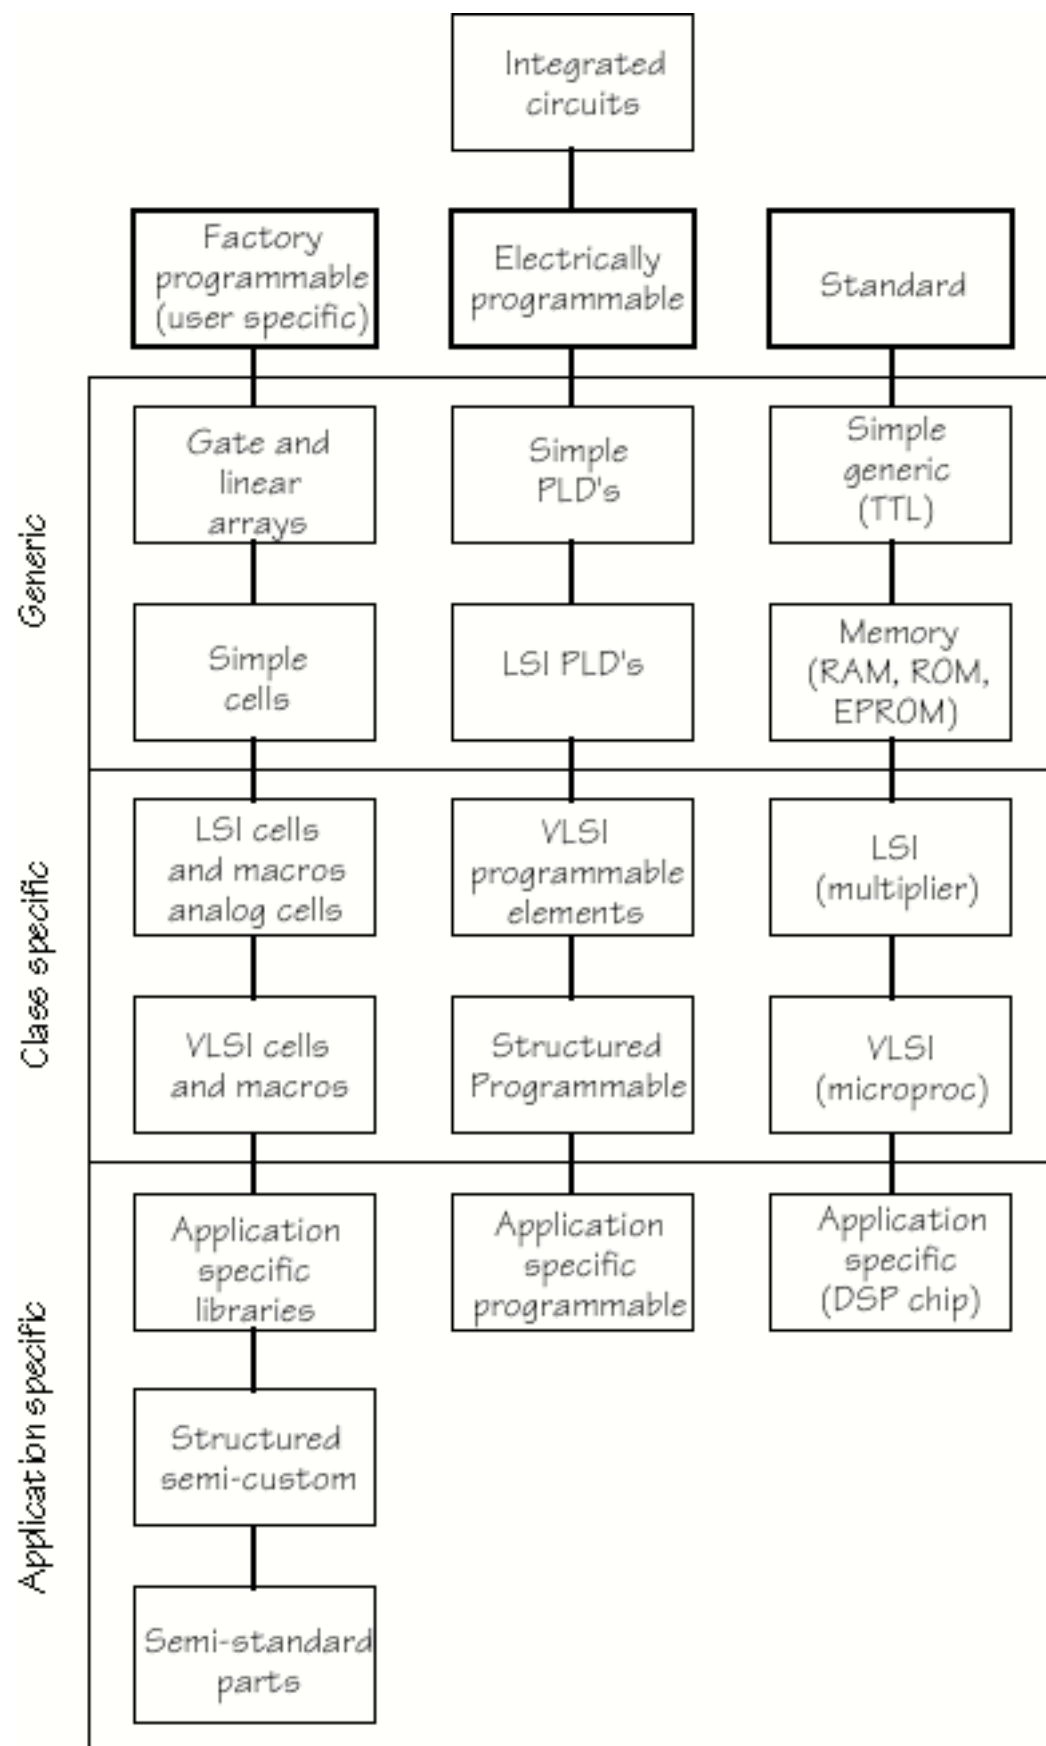 Integrated
circuits
Factory
programmable
(user specific)
Electrically
programmable
Standard
Generic
Gate and
linear
arrays
Simple
PLD's
Simple
generic
(TTL)
Simple
cells
LSI PLD's
Memory
(RAM, ROM,
EPROM)
Class specific
LSI cells
and macros
analog cells
VLSI
programmable
elements
LSI
(multiplier)
VLSI cells
and macros
Structured
Programmable
VLSI
(microproc)
Application specific
Application
specific
libraries
Application
specific
programmable
Application
specific
(DSP chip)
Structured
semi-custom
Semi-standard
parts